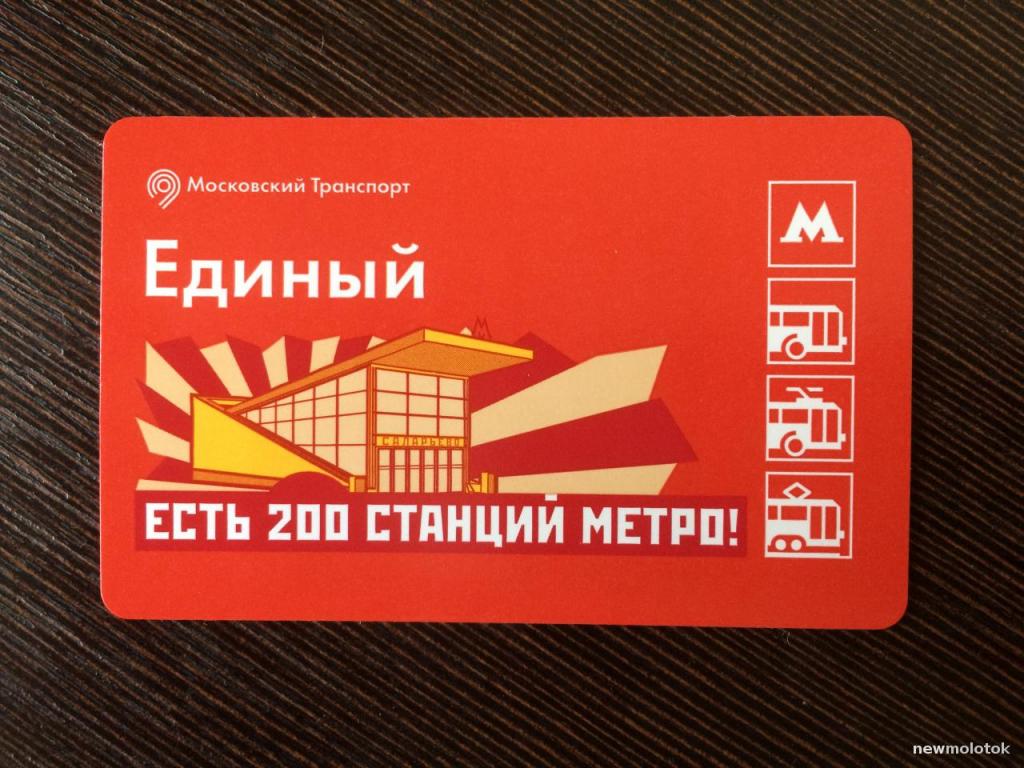 Московский Транспорт
Единый
М
М
САЛАРЬЕВО
ЕСТЬ 200 СТАНЦИЙ МЕТРО!
newmolotok